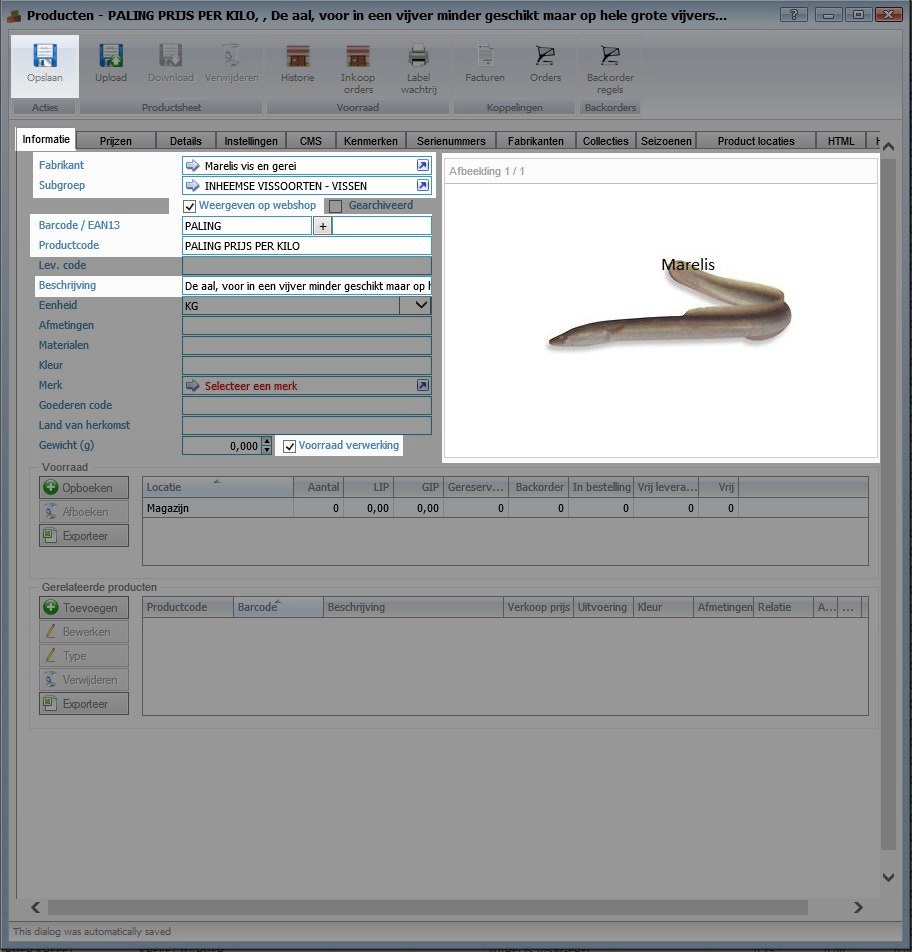 Producten - PALING PRIJS PER KILO, , De aal, voor in een vijver minder geschikt maar op hele grote vijvers...
Opslaan Upload Download Verwijderen Historie Inkoop orders Label wachtrij Facturen Orders Backorder regels
Acties Productsheet Voorraad Koppelingen Backorders
Informatie Prijzen Details Instellingen CMS Kenmerken Serienummers Fabrikanten Collecties Seizoenen Product locaties HTML
Fabrikant Marelis vis en gerei
Subgroep INHEEMSE VISSOORTEN - VISSEN
Weergeven op webshop Gearchiveerd
Barcode / EAN13 PALING +
Productcode PALING PRIJS PER KILO
Lev. code
Beschrijving De aal, voor in een vijver minder geschikt maar op h
Eenheid KG
Afmetingen
Materialen
Kleur
Merk Selecteer een merk
Goederen code
Land van herkomst
Gewicht (g) 0,000 Voorraad verwerking
Afbeelding 1 / 1
Marelis
Voorraad
Opboeken
Afboeken
Exporteer
Locatie Aantal LIP GIP Gereserv... Backorder In bestelling Vrij levera... Vrij
Magazijn 0 0,00 0,00 0 0 0 0 0
Gerelateerde producten
Toevoegen
Bewerken
Type
Verwijderen
Exporteer
Productcode Barcode Beschrijving Verkoop prijs Uitvoering Kleur Afmetingen Relatie A... ...
This dialog was automatically saved